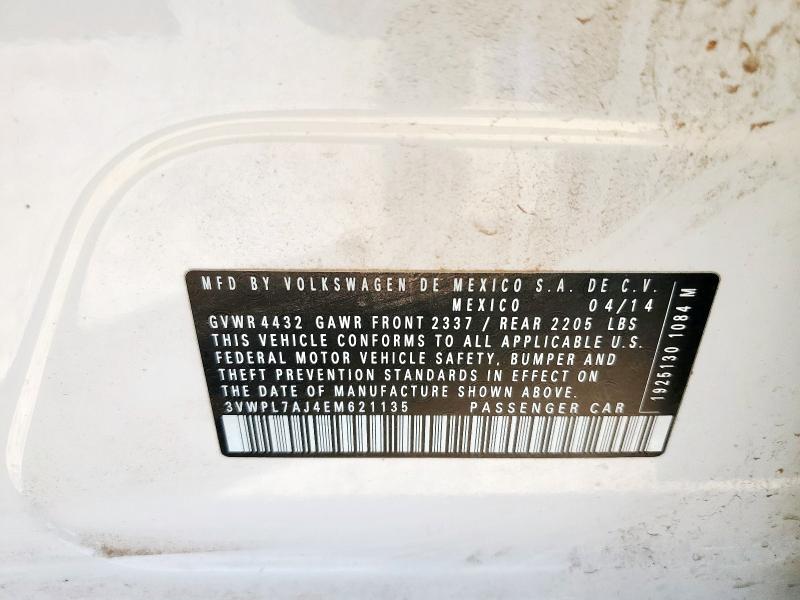 MFD BY VOLKSWAGEN DE MEXICO S.A. DE C.V.
MEXICO 04/14
GVWR 4432 GAWR FRONT 2337 / REAR 2205 LBS
THIS VEHICLE CONFORMS TO ALL APPLICABLE U.S.
FEDERAL MOTOR VEHICLE SAFETY, BUMPER AND
THEFT PREVENTION STANDARDS IN EFFECT ON
THE DATE OF MANUFACTURE SHOWN ABOVE.
3VWPL7AJ4EM621135 PASSENGER CAR
1925130 1084 M